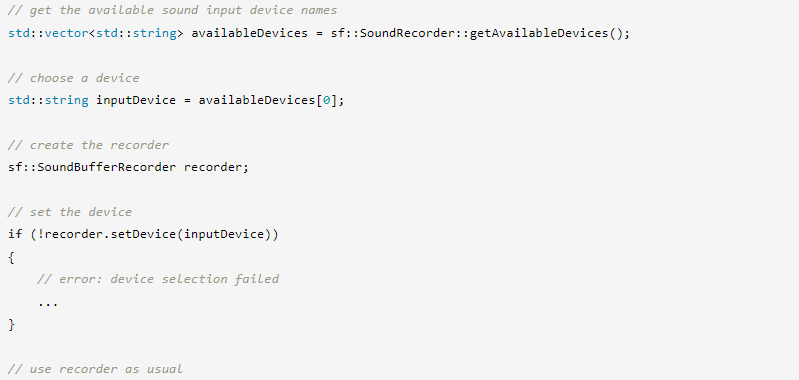 // get the available sound input device names
std::vector<std::string> availableDevices = sf::SoundRecorder::getAvailableDevices();
// choose a device
std::string inputDevice = availableDevices[0];
// create the recorder
sf::SoundBufferRecorder recorder;
// set the device
if (!recorder.setDevice(inputDevice))
{
    // error: device selection failed
    ...
}
// use recorder as usual